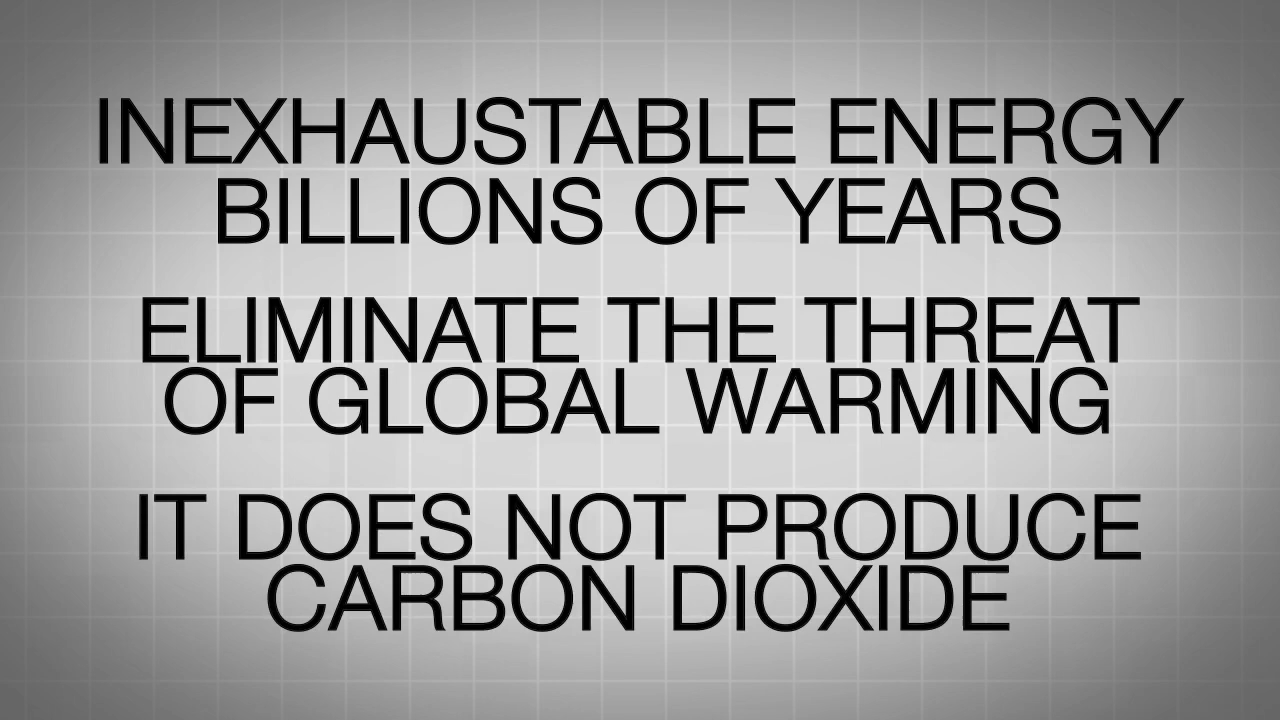 INEXHAUSTABLE ENERGY
BILLIONS OF YEARS
ELIMINATE THE THREAT
OF GLOBAL WARMING
IT DOES NOT PRODUCE
CARBON DIOXIDE